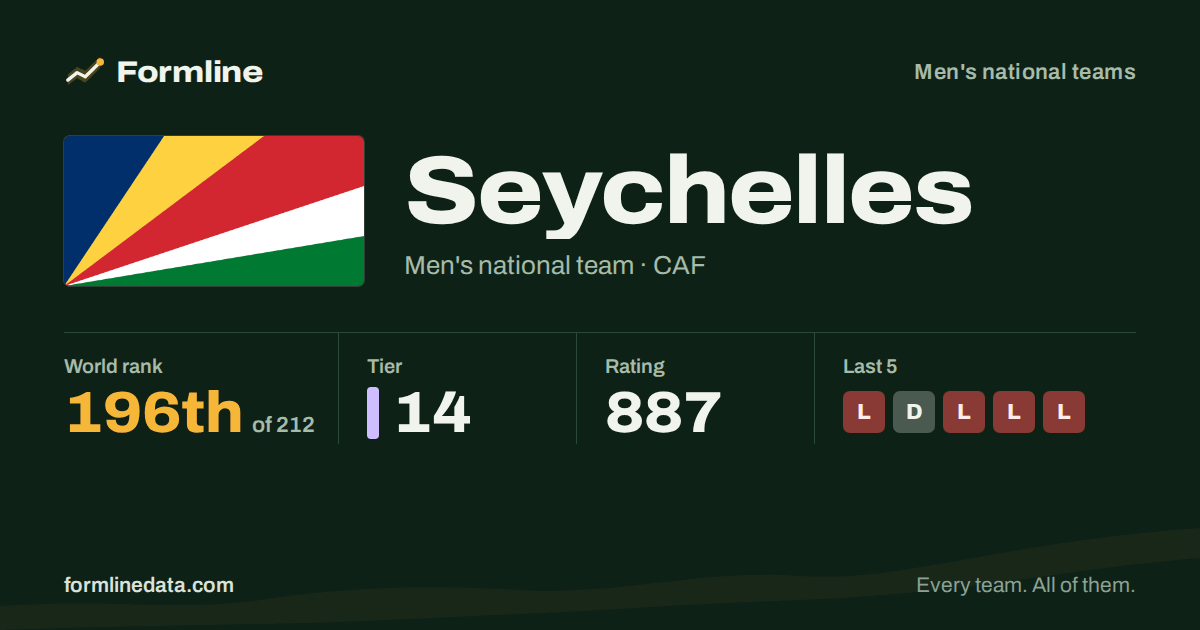 Formline
Men's national teams
Seychelles
Men's national team · CAF
World rank
196th of 212
Tier
14
Rating
887
Last 5
L D L L L
formlinedata.com
Every team. All of them.